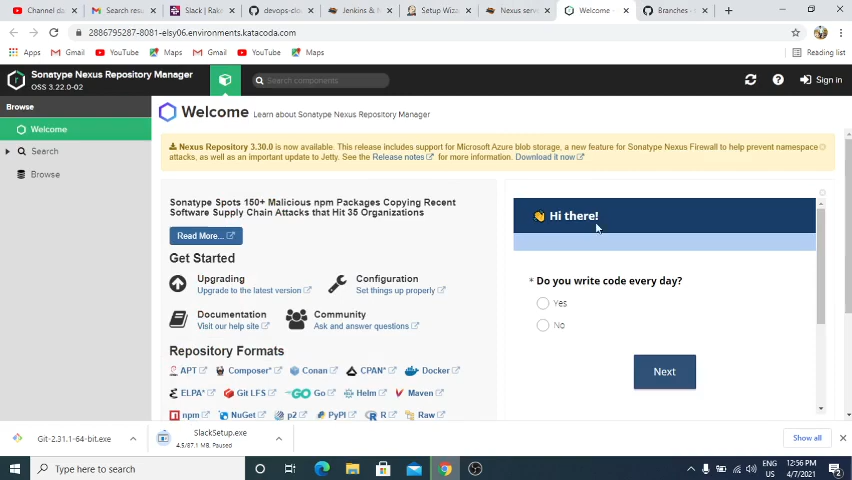 Channel da
Search resu
Slack | Ra
devops-clo
Jenkins & N
Setup Wiza
Nexus serv
Welcome -
Branches - s
2886795287-8081-elsy06.environments.katacoda.com
Apps Gmail YouTube Maps Gmail YouTube Maps Reading list
Sonatype Nexus Repository Manager
OSS 3.22.0-02
Search components
Sign in
Browse
Welcome
Search
Browse
Welcome Learn about Sonatype Nexus Repository Manager
Nexus Repository 3.30.0 is now available. This release includes support for Microsoft Azure blob storage, a new feature for Sonatype Nexus Firewall to help prevent namespace
attacks, as well as an important update to Jetty. See the Release notes for more information. Download it now
Sonatype Spots 150+ Malicious npm Packages Copying Recent
Software Supply Chain Attacks that Hit 35 Organizations
Read More...
Get Started
Upgrading
Upgrade to the latest version
Configuration
Set things up properly
Documentation
Visit our help site
Community
Ask and answer questions
Repository Formats
APT Composer* Conan CPAN* Docker
ELPA* Git LFS Go Helm Maven
npm NuGet p2 PyPI R Raw
Hi there!
* Do you write code every day?
Yes
No
Next
Git-2.31.1-64-bit.exe
SlackSetup.exe
4.5/87.1 MB, Paused
Show all
Type here to search
ENG
US
12:56 PM
4/7/2021
2